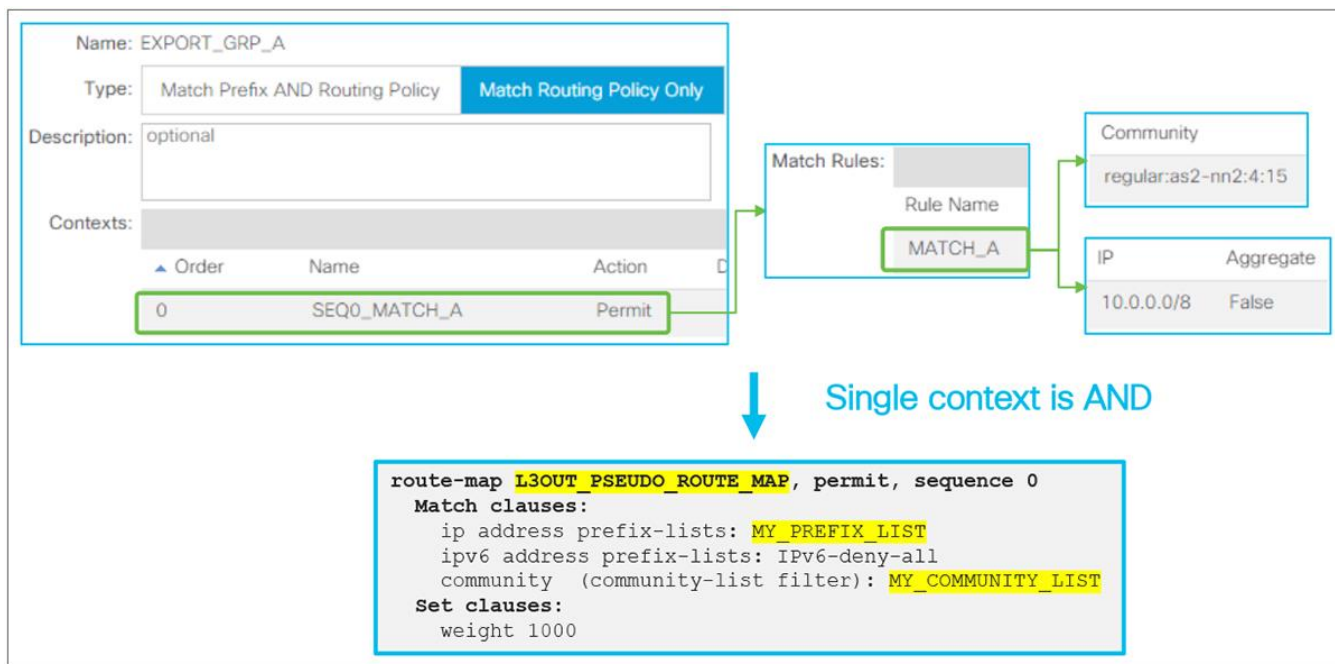 Name: EXPORT_GRP_A
Type: Match Prefix AND Routing Policy Match Routing Policy Only
Description: optional
Contexts:
Order Name Action D
0 SEQ0_MATCH_A Permit
Match Rules:
Rule Name
MATCH_A
Community
regular:as2-nn2:4:15
IP Aggregate
10.0.0.0/8 False
Single context is AND
route-map L3OUT_PSEUDO_ROUTE_MAP, permit, sequence 0
Match clauses:
ip address prefix-lists: MY_PREFIX_LIST
ipv6 address prefix-lists: IPv6-deny-all
community (community-list filter): MY_COMMUNITY_LIST
Set clauses:
weight 1000